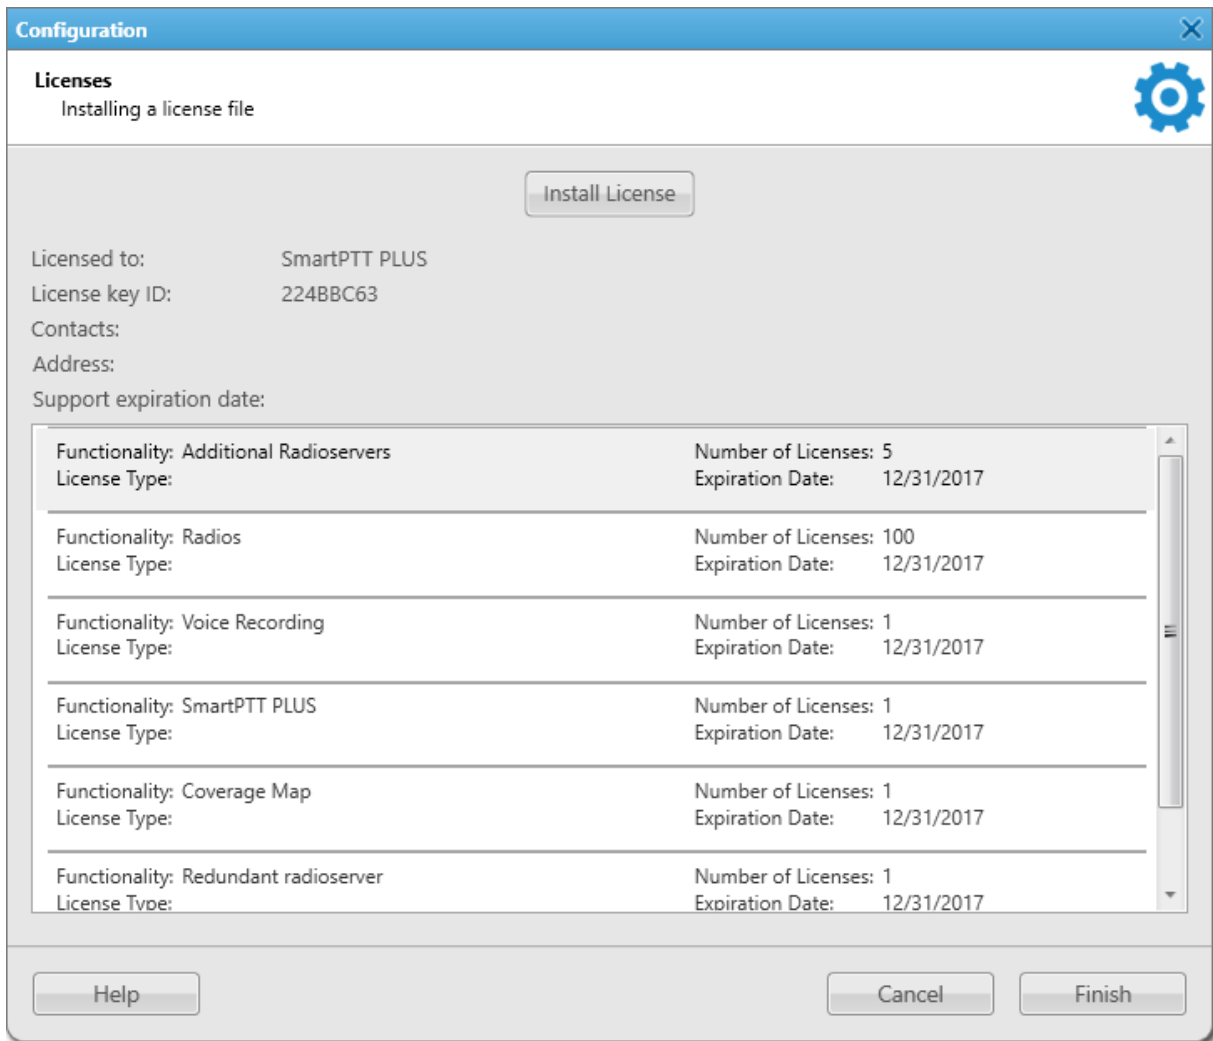 Configuration
Licenses
Installing a license file
Install License
Licensed to: SmartPTT PLUS
License key ID: 224BBC63
Contacts:
Address:
Support expiration date:
Functionality: Additional Radioservers Number of Licenses: 5
License Type: Expiration Date: 12/31/2017
Functionality: Radios Number of Licenses: 100
License Type: Expiration Date: 12/31/2017
Functionality: Voice Recording Number of Licenses: 1
License Type: Expiration Date: 12/31/2017
Functionality: SmartPTT PLUS Number of Licenses: 1
License Type: Expiration Date: 12/31/2017
Functionality: Coverage Map Number of Licenses: 1
License Type: Expiration Date: 12/31/2017
Functionality: Redundant radioserver Number of Licenses: 1
License Type: Expiration Date: 12/31/2017
Help Cancel Finish